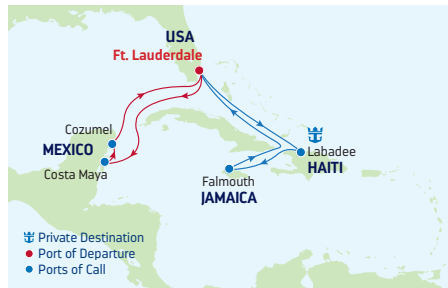 USA
Ft. Lauderdale
Cozumel
MEXICO
Costa Maya
Labadee
HAITI
Falmouth
JAMAICA
Private Destination
Port of Departure
Ports of Call